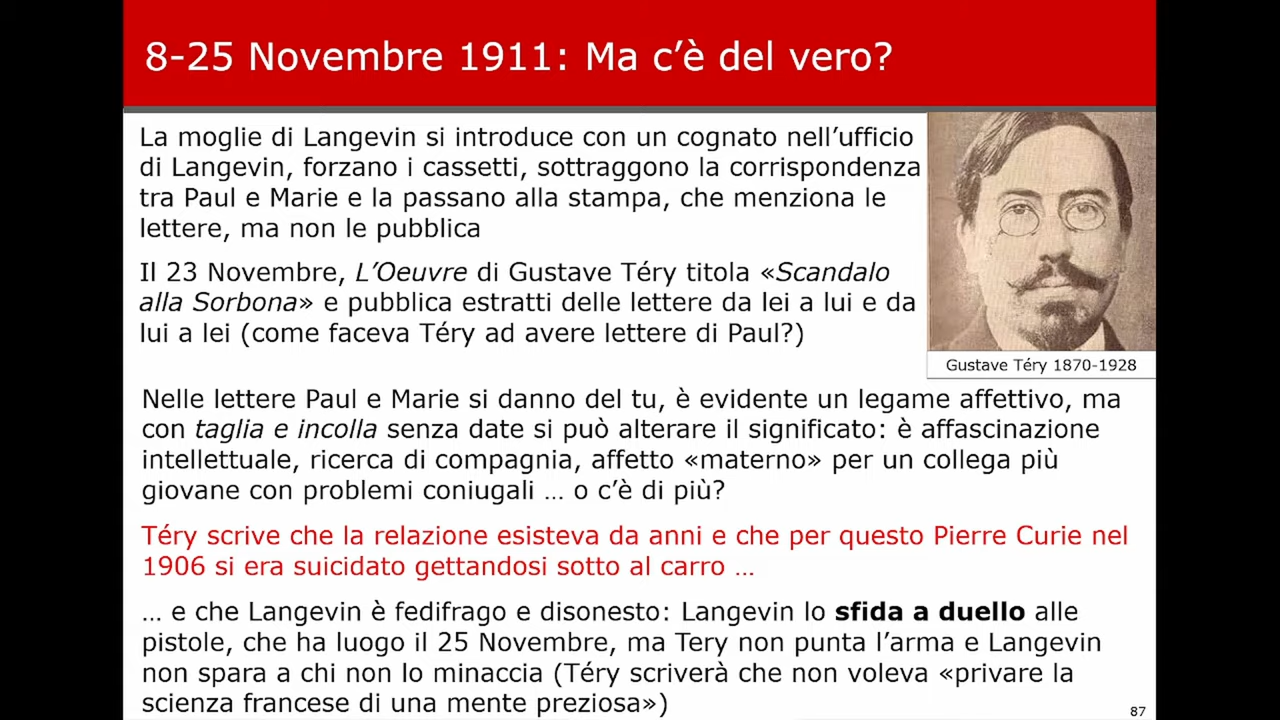 8-25 Novembre 1911: Ma c'è del vero?
La moglie di Langevin si introduce con un cognato nell'ufficio
di Langevin, forzano i cassetti, sottraggono la corrispondenza
tra Paul e Marie e la passano alla stampa, che menziona le
lettere, ma non le pubblica
Il 23 Novembre, L'Oeuvre di Gustave Téry titola «Scandalo
alla Sorbona» e pubblica estratti delle lettere da lei a lui e da
lui a lei (come faceva Téry ad avere lettere di Paul?)
Gustave Téry 1870-1928
Nelle lettere Paul e Marie si danno del tu, è evidente un legame affettivo, ma
con taglia e incolla senza date si può alterare il significato: è affascinazione
intellettuale, ricerca di compagnia, affetto «materno» per un collega più
giovane con problemi coniugali … o c'è di più?
Téry scrive che la relazione esisteva da anni e che per questo Pierre Curie nel
1906 si era suicidato gettandosi sotto al carro …
… e che Langevin è fedifrago e disonesto: Langevin lo sfida a duello alle
pistole, che ha luogo il 25 Novembre, ma Tery non punta l'arma e Langevin
non spara a chi non lo minaccia (Téry scriverà che non voleva «privare la
scienza francese di una mente preziosa»)
87